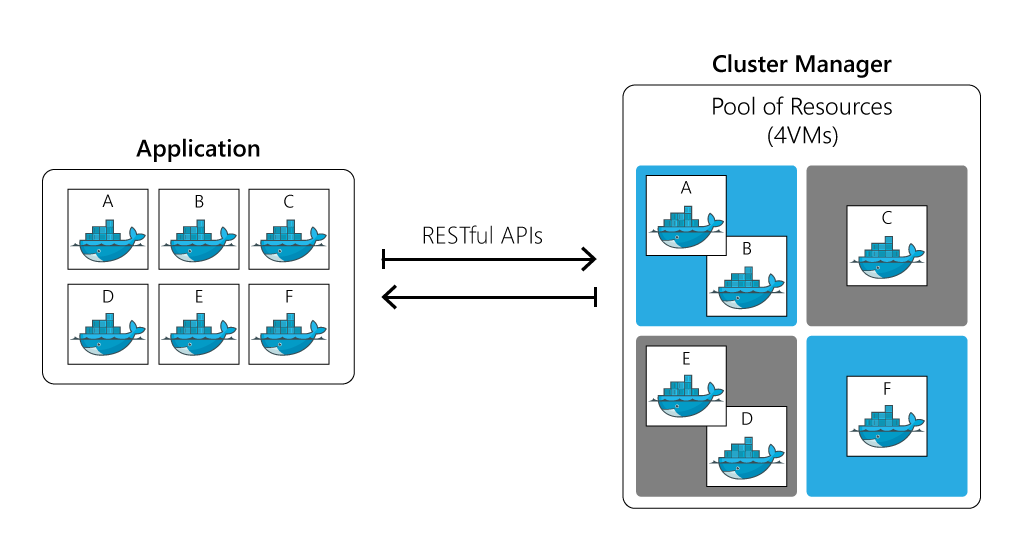 Application
A B C
D E F
RESTful APIs
Cluster Manager
Pool of Resources
(4VMs)
A
B
C
E
D
F